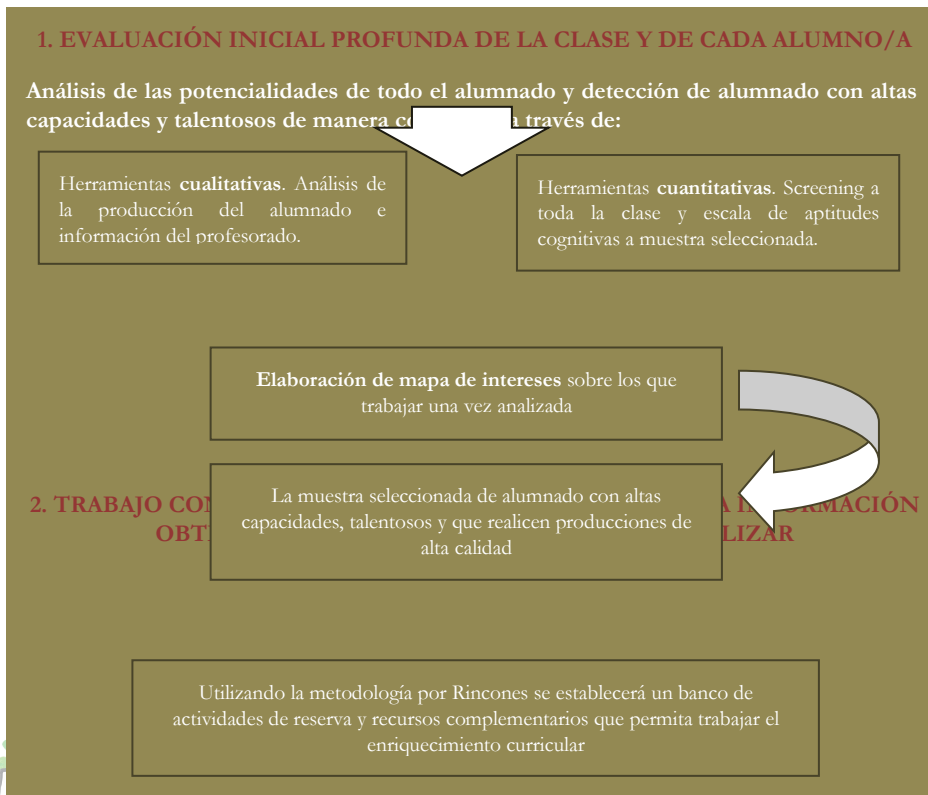 1. EVALUACIÓN INICIAL PROFUNDA DE LA CLASE Y DE CADA ALUMNO/A
Análisis de las potencialidades de todo el alumnado y detección de alumnado con altas
capacidades y talentosos de manera través de:
Herramientas cualitativas. Análisis de
la producción del alumnado e
información del profesorado.
Herramientas cuantitativas. Screening a
toda la clase y escala de aptitudes
cognitivas a muestra seleccionada.
Elaboración de mapa de intereses sobre los que
trabajar una vez analizada
2. TRABAJO INFORMACIÓN
La muestra seleccionada de alumnado con altas
capacidades, talentosos y que realicen producciones de
alta calidad
Utilizando la metodología por Rincones se establecerá un banco de
actividades de reserva y recursos complementarios que permita trabajar el
enriquecimiento curricular